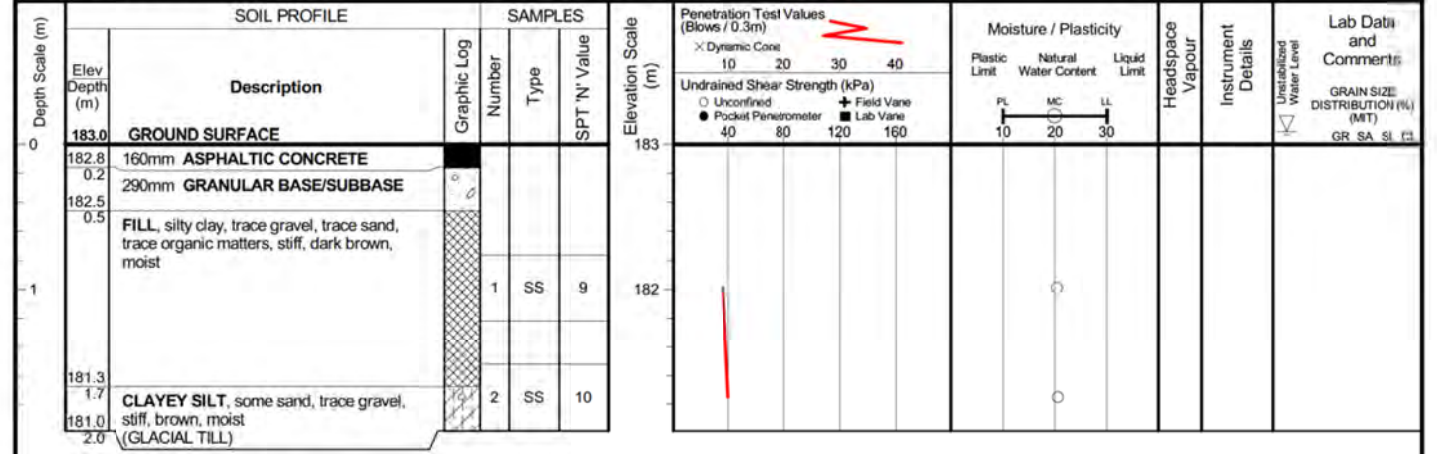 SOIL PROFILE
SAMPLES
Depth Scale (m)
Elev
Depth
(m)
Description
Graphic Log
Number
Type
SPT 'N' Value
Elevation Scale
(m)
Penetration Test Values
(Blows / 0.3m)
× Dynamic Cone
10 20 30 40
Undrained Shear Strength (kPa)
○ Unconfined + Field Vane
● Pocket Penetrometer ■ Lab Vane
40 80 120 160
Moisture / Plasticity
Plastic Natural Liquid
Limit Water Content Limit
PL MC LL
10 20 30
Headspace
Vapour
Instrument
Details
Unstabilized
Water Level
Lab Data
and
Comments
GRAIN SIZE
DISTRIBUTION (%)
(MIT)
GR SA SI
183.0 GROUND SURFACE
0
183
182.8 160mm ASPHALTIC CONCRETE
0.2
290mm GRANULAR BASE/SUBBASE
182.5
0.5
FILL, silty clay, trace gravel, trace sand,
trace organic matters, stiff, dark brown,
moist
1
1 SS 9
182
181.3
1.7
CLAYEY SILT, some sand, trace gravel,
stiff, brown, moist
(GLACIAL TILL)
2 SS 10
181.0
2.0